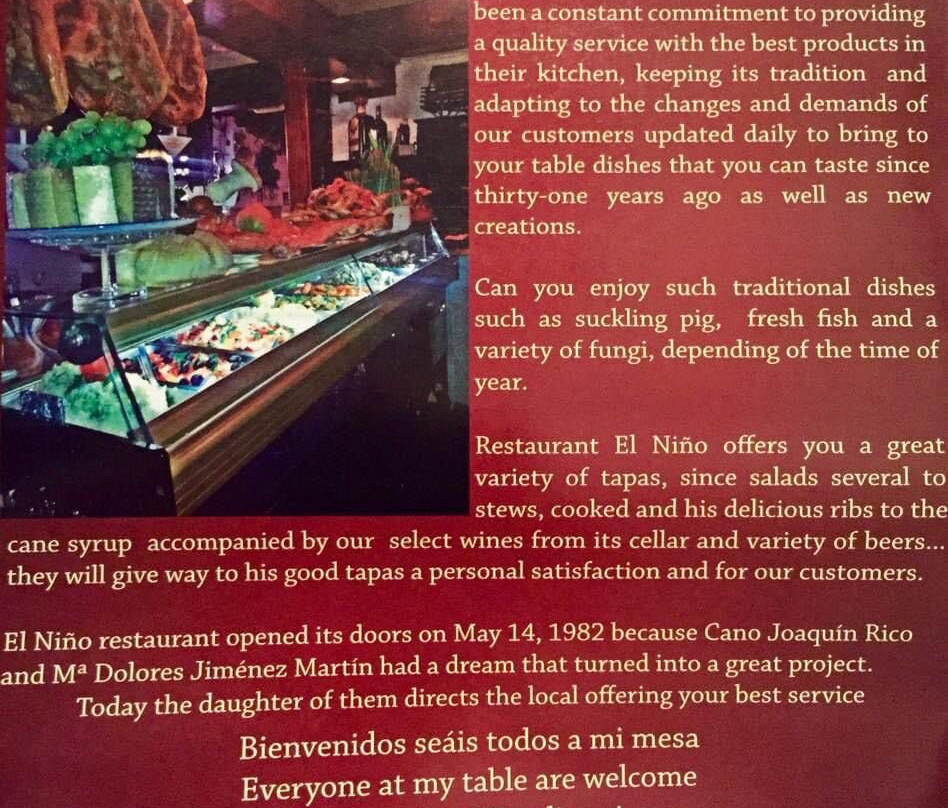 been a constant commitment to providing
a quality service with the best products in
their kitchen, keeping its tradition and
adapting to the changes and demands of
our customers updated daily to bring to
your table dishes that you can taste since
thirty-one years ago as well as new
creations.
Can you enjoy such traditional dishes
such as suckling pig, fresh fish and a
variety of fungi, depending of the time of
year.
Restaurant El Niño offers you a great
variety of tapas, since salads several to
stews, cooked and his delicious ribs to the
cane syrup accompanied by our select wines from its cellar and variety of beers...
they will give way to his good tapas a personal satisfaction and for our customers.
El Niño restaurant opened its doors on May 14, 1982 because Cano Joaquín Rico
and Mª Dolores Jiménez Martín had a dream that turned into a great project.
Today the daughter of them directs the local offering your best service
Bienvenidos seáis todos a mi mesa
Everyone at my table are welcome